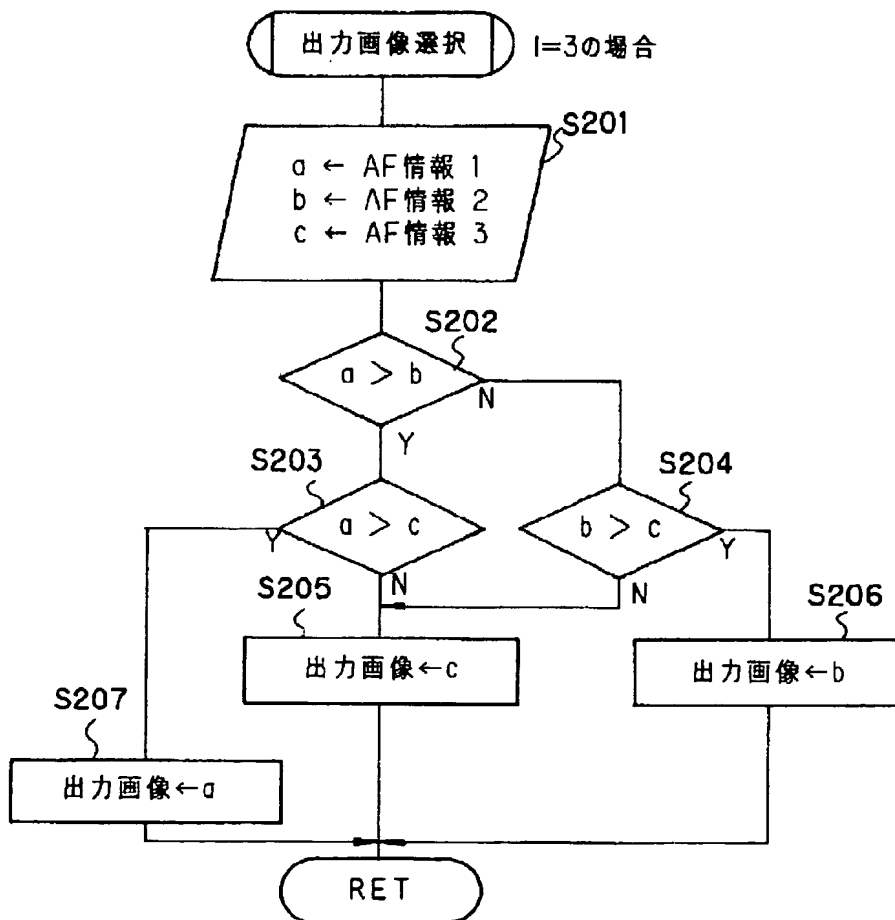 出力画像選択
I=3の場合
S201
a ← AF情報 1
b ← AF情報 2
c ← AF情報 3
S202
a > b
N
Y
S203
a > c
Y
N
S204
b > c
Y
N
S205
出力画像←c
S206
出力画像←b
S207
出力画像←a
RET